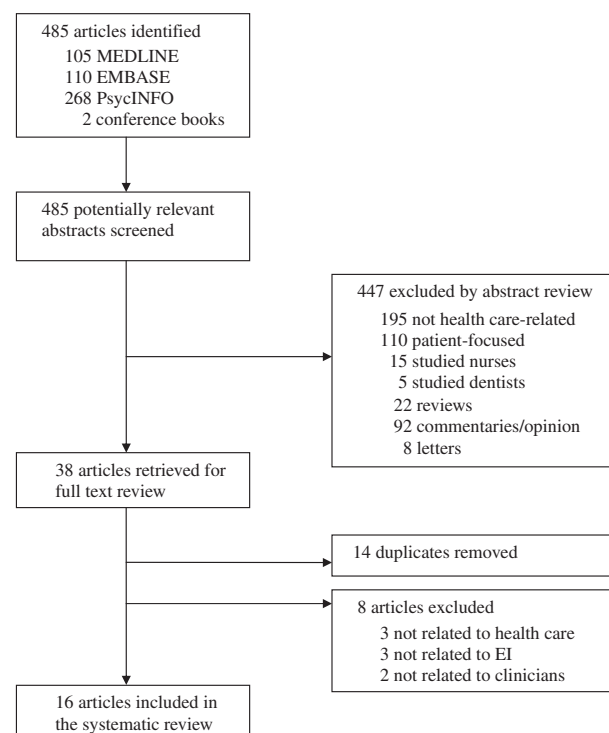 485 articles identified
105 MEDLINE
110 EMBASE
268 PsycINFO
2 conference books
485 potentially relevant
abstracts screened
447 excluded by abstract review
195 not health care-related
110 patient-focused
15 studied nurses
5 studied dentists
22 reviews
92 commentaries/opinion
8 letters
38 articles retrieved for
full text review
14 duplicates removed
8 articles excluded
3 not related to health care
3 not related to EI
2 not related to clinicians
16 articles included in
the systematic review